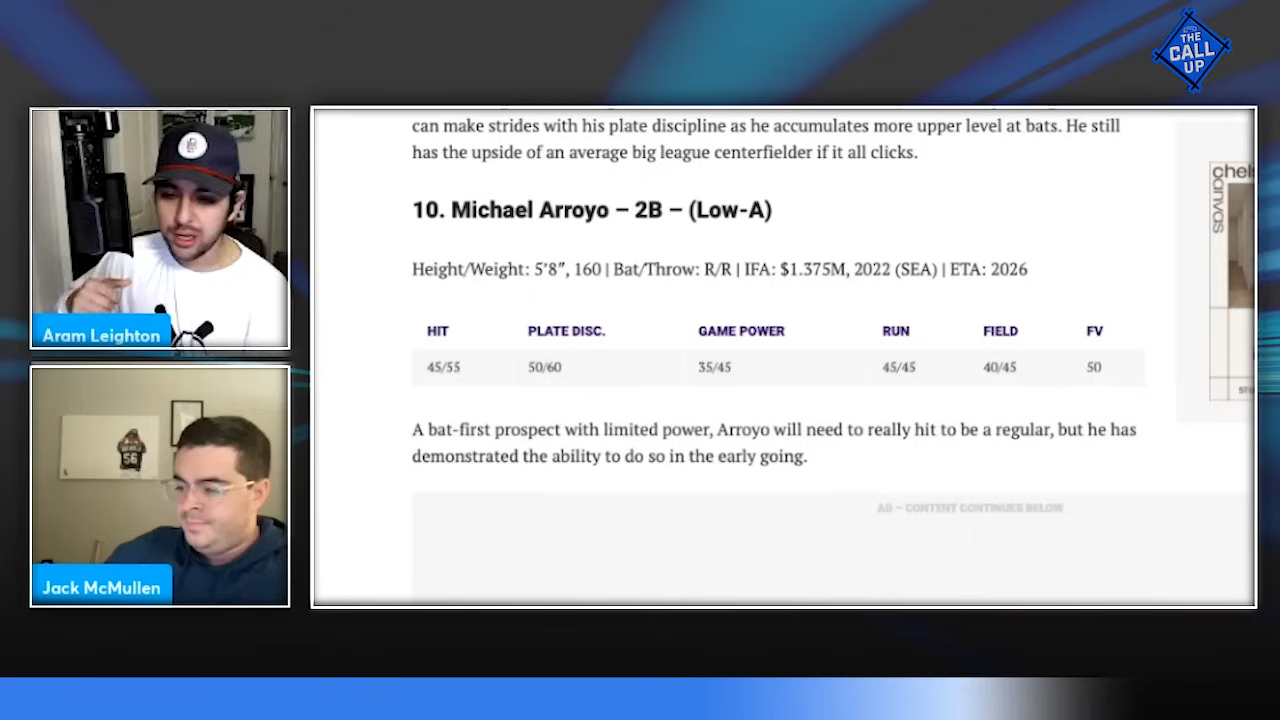 THE
CALL
UP
can make strides with his plate discipline as he accumulates more upper level at bats. He still
has the upside of an average big league centerfielder if it all clicks.
10. Michael Arroyo – 2B – (Low-A)
Height/Weight: 5’8″, 160 | Bat/Throw: R/R | IFA: $1.375M, 2022 (SEA) | ETA: 2026
HIT PLATE DISC. GAME POWER RUN FIELD FV
45/55 50/60 35/45 45/45 40/45 50
A bat-first prospect with limited power, Arroyo will need to really hit to be a regular, but he has
demonstrated the ability to do so in the early going.
AD – CONTENT CONTINUES BELOW
canvas
Aram Leighton
56
Jack McMullen